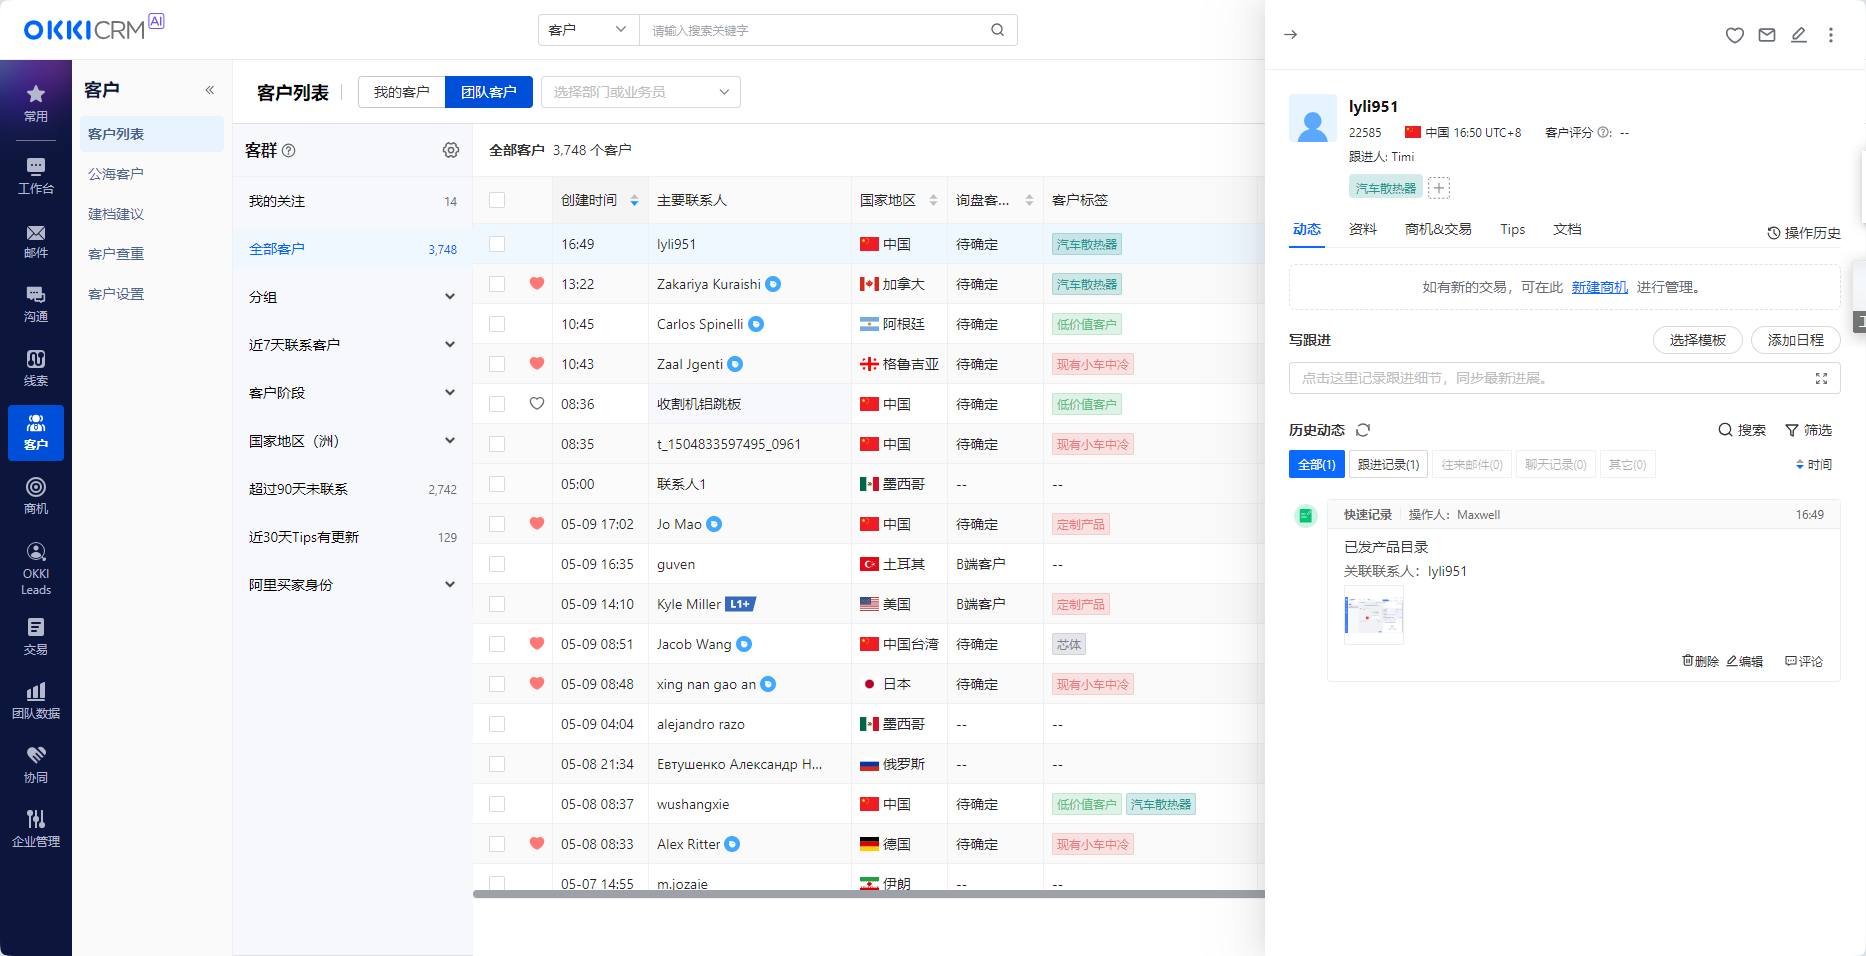 OKKICRM AI
客户
请输入搜索关键字
常用
工作台
邮件
沟通
线索
客户
商机
OKKI
Leads
交易
团队数据
协同
企业管理
客户
客户列表
公海客户
建档建议
客户查重
客户设置
客户列表
我的客户
团队客户
选择部门或业务员
客群
我的关注 14
全部客户 3,748
分组
近7天联系客户
客户阶段
国家地区（洲）
超过90天未联系 2,742
近30天Tips有更新 129
阿里买家身份
全部客户 3,748 个客户
创建时间 主要联系人 国家地区 询盘客... 客户标签
16:49 lyli951 中国 待确定 汽车散热器
13:22 Zakariya Kuraishi 加拿大 待确定 汽车散热器
10:45 Carlos Spinelli 阿根廷 待确定 低价值客户
10:43 Zaal Jgenti 格鲁吉亚 待确定 现有小车中冷
08:36 收割机铝跳板 中国 待确定 低价值客户
08:35 t_1504833597495_0961 中国 待确定 现有小车中冷
05:00 联系人1 墨西哥 -- --
05-09 17:02 Jo Mao 中国 待确定 定制产品
05-09 16:35 guven 土耳其 B端客户 --
05-09 14:10 Kyle Miller L1+ 美国 B端客户 定制产品
05-09 08:51 Jacob Wang 中国台湾 待确定 芯体
05-09 08:48 xing nan gao an 日本 待确定 现有小车中冷
05-09 04:04 alejandro razo 墨西哥 -- --
05-08 21:34 Евтушенко Александр Н... 俄罗斯 -- --
05-08 08:37 wushangxie 中国 待确定 低价值客户 汽车散热器
05-08 08:33 Alex Ritter 德国 待确定 现有小车中冷
05-07 14:55 m.jozaie 伊朗 -- --
lyli951
22585 中国 16:50 UTC+8 客户评分 : --
跟进人: Timi
汽车散热器
动态 资料 商机&交易 Tips 文档 操作历史
如有新的交易，可在此 新建商机 进行管理。
写跟进 选择模板 添加日程
点击这里记录跟进细节，同步最新进展。
历史动态 搜索 筛选
全部(1) 跟进记录(1) 往来邮件(0) 聊天记录(0) 其它(0) 时间
快速记录 操作人：Maxwell 16:49
已发产品目录
关联联系人：lyli951
删除 编辑 评论